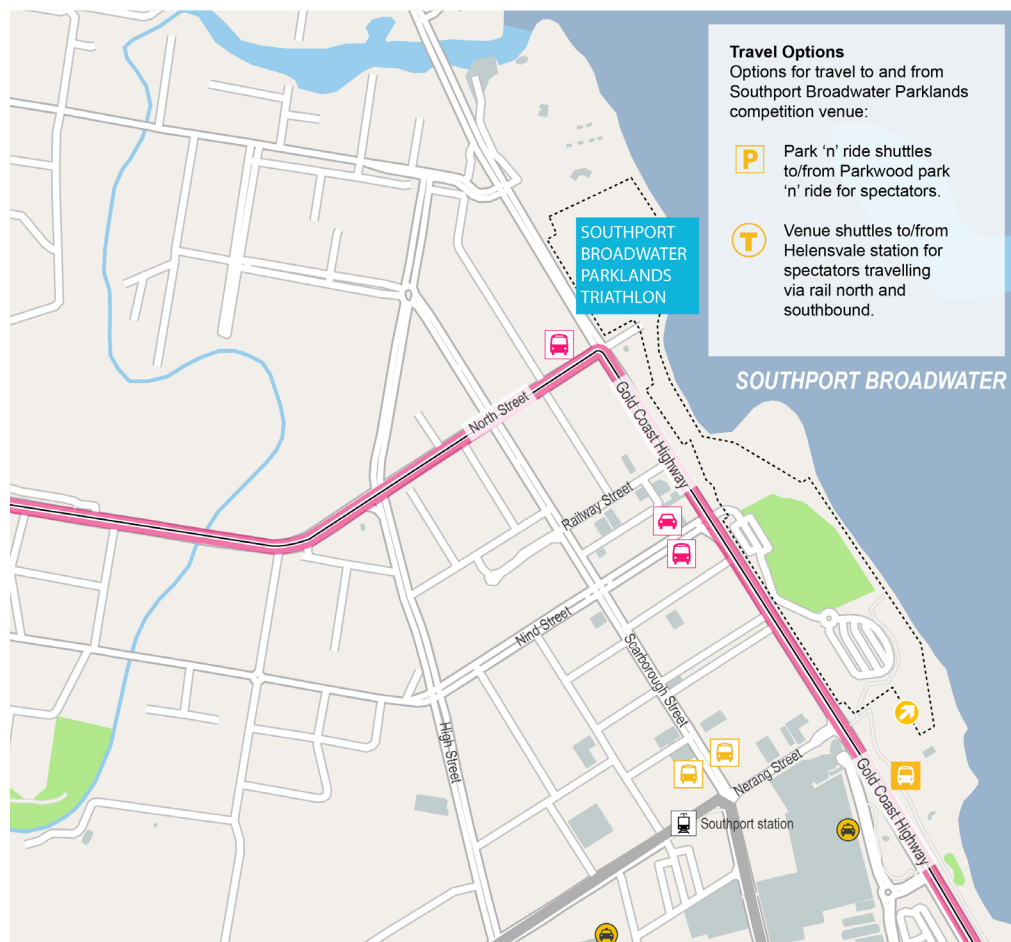 Travel Options
Options for travel to and from
Southport Broadwater Parklands
competition venue:
P
Park ‘n’ ride shuttles
to/from Parkwood park
‘n’ ride for spectators.
T
Venue shuttles to/from
Helensvale station for
spectators travelling
via rail north and
southbound.
SOUTHPORT
BROADWATER
PARKLANDS
TRIATHLON
SOUTHPORT BROADWATER
North Street
Gold Coast Highway
Railway Street
Nind Street
Scarborough Street
High Street
Nerang Street
Gold Coast Highway
Southport station